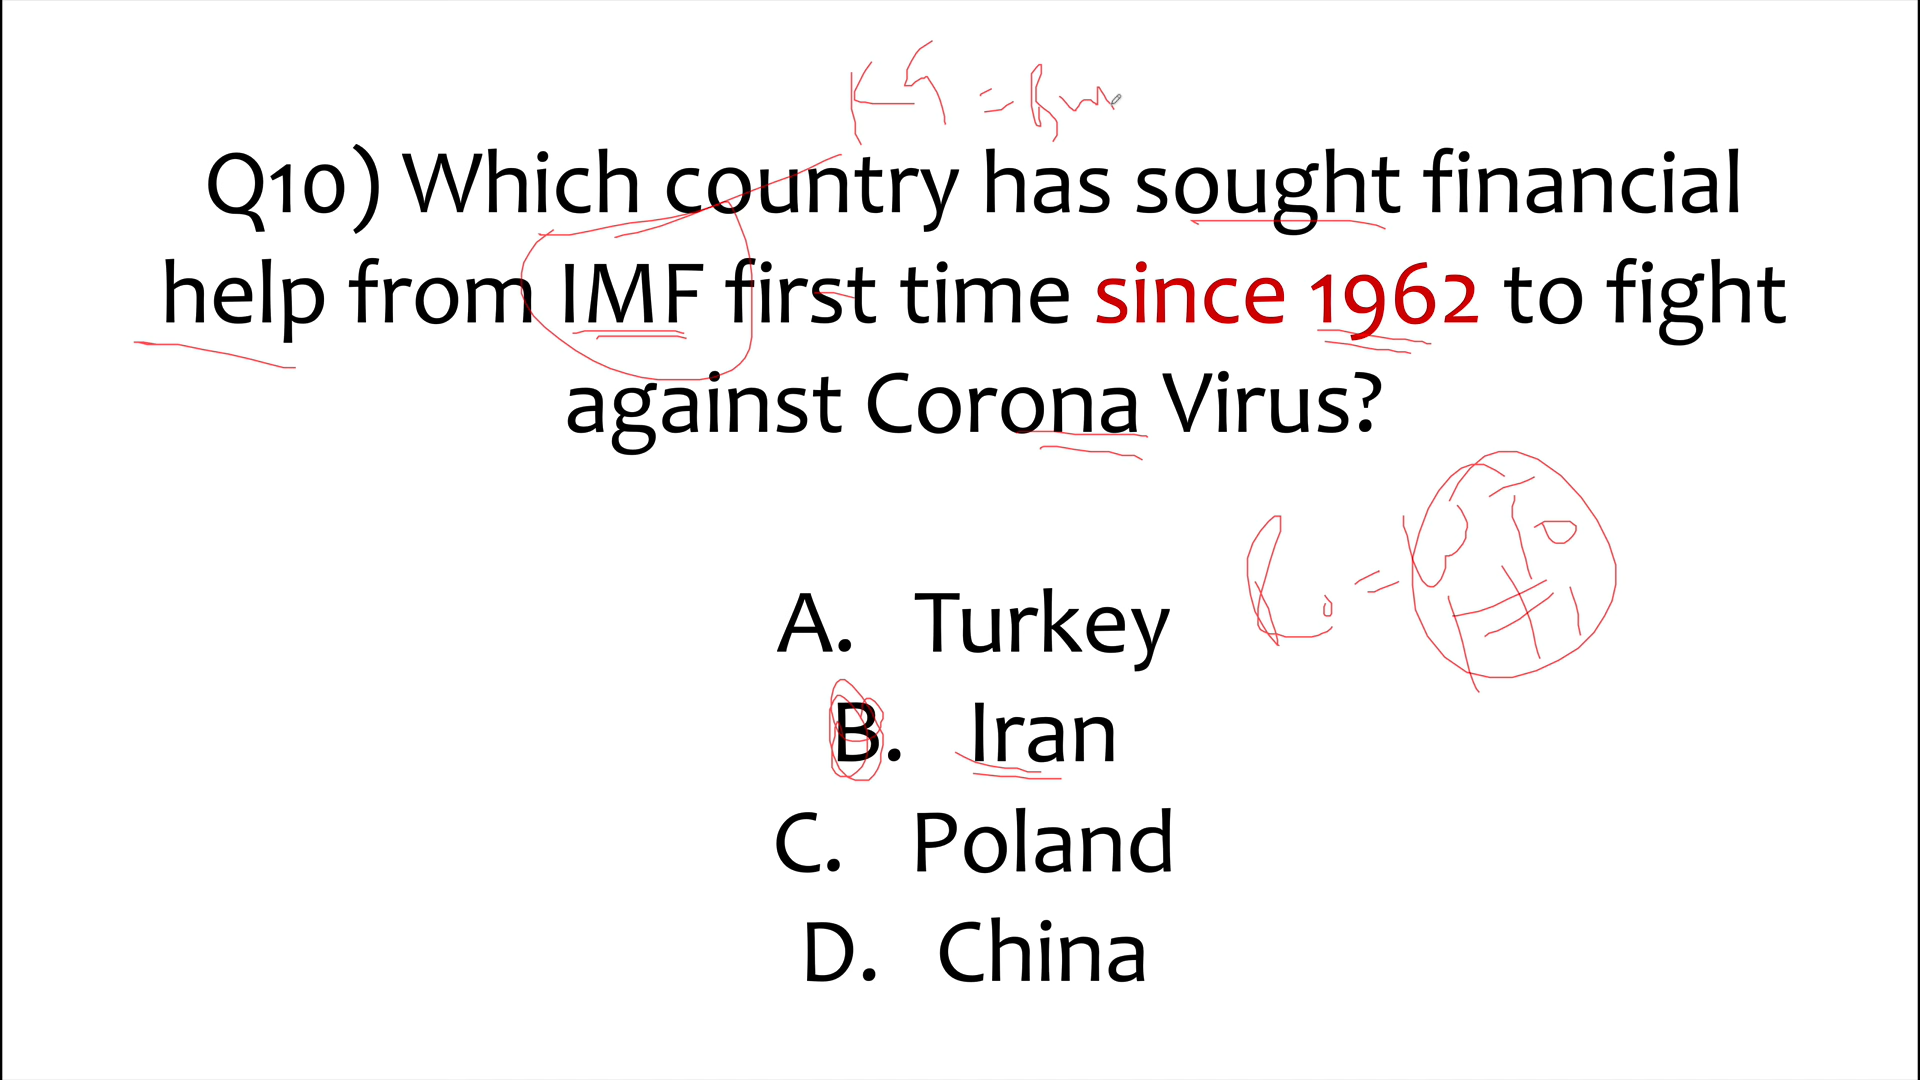 Q10) Which country has sought financial
help from IMF first time since 1962 to fight
against Corona Virus?
A. Turkey
B. Iran
C. Poland
D. China